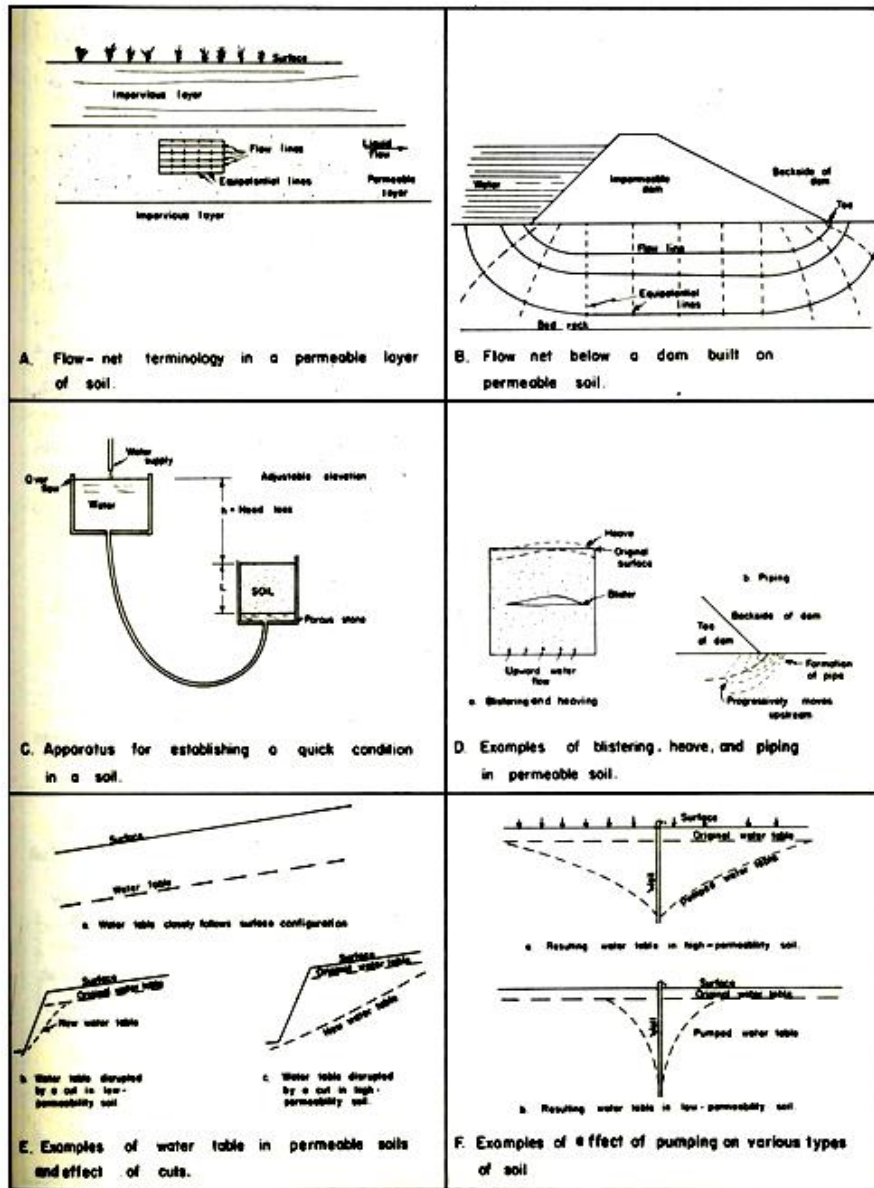 Surface
Impervious layer
Flow lines
Liquid
flow
Equipotential lines
Permeable
layer
Impervious layer
A. Flow-net terminology in a permeable layer
of soil.
Water
Impermeable
dam
Backside of
dam
Toe
Flow line
Equipotential
lines
Bed rock
B. Flow net below a dam built on
permeable soil.
Water
supply
Over
flow
Water
Adjustable elevation
h = Head loss
L
SOIL
Porous stone
C. Apparatus for establishing a quick condition
in a soil.
Heave
Original
surface
Blister
Upward water
flow
a. Blistering and heaving
b. Piping
Backside of dam
Toe
of dam
Formation
of pipe
Progressively moves
upstream
D. Examples of blistering, heave, and piping
in permeable soil.
Surface
Water table
a. Water table closely follows surface configuration
Surface
Original water table
New water table
b. Water table disrupted
by a cut in low-
permeability soil.
Surface
Original water table
New water table
c. Water table disrupted
by a cut in high-
permeability soil.
E. Examples of water table in permeable soils
and effect of cuts.
Surface
Original water table
Well
Pumped water table
a. Resulting water table in high-permeability soil.
Surface
Original water table
Well
Pumped water table
b. Resulting water table in low-permeability soil.
F. Examples of effect of pumping on various types
of soil